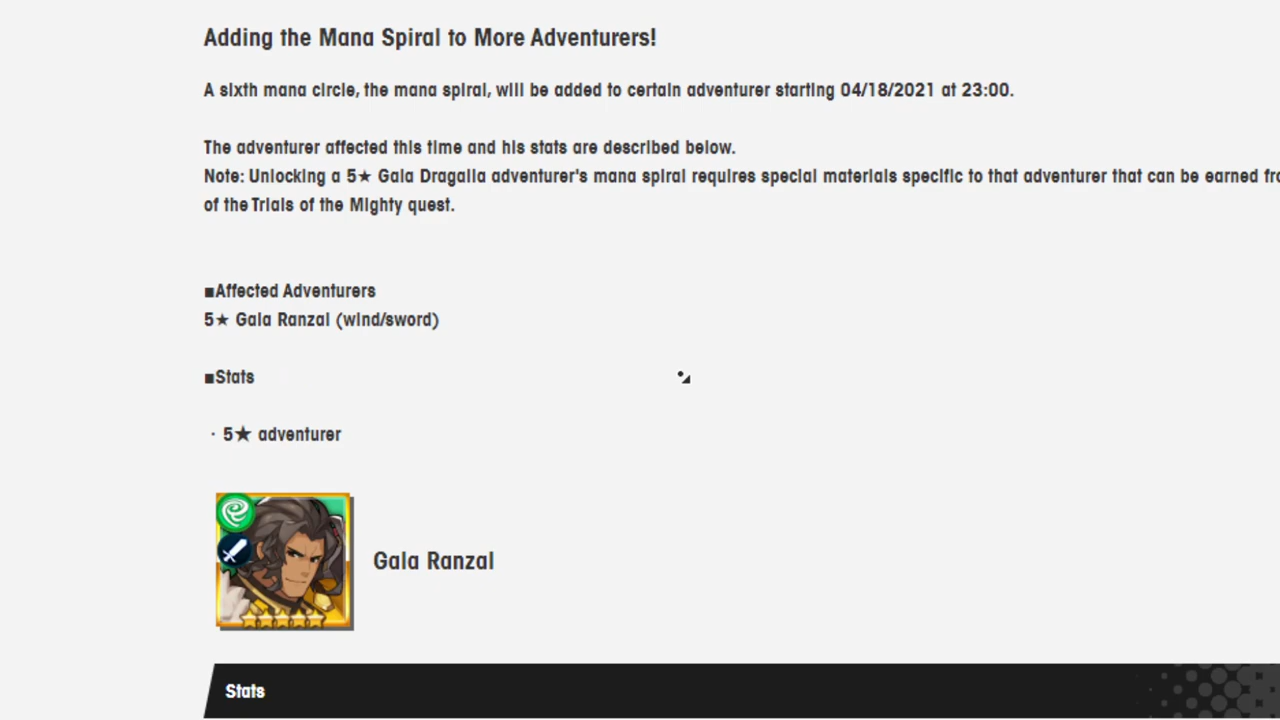 Adding the Mana Spiral to More Adventurers!
A sixth mana circle, the mana spiral, will be added to certain adventurer starting 04/18/2021 at 23:00.
The adventurer affected this time and his stats are described below.
Note: Unlocking a 5★ Gala Dragalia adventurer's mana spiral requires special materials specific to that adventurer that can be earned
of the Trials of the Mighty quest.
■Affected Adventurers
5★ Gala Ranzal (wind/sword)
■Stats
・5★ adventurer
Gala Ranzal
Stats